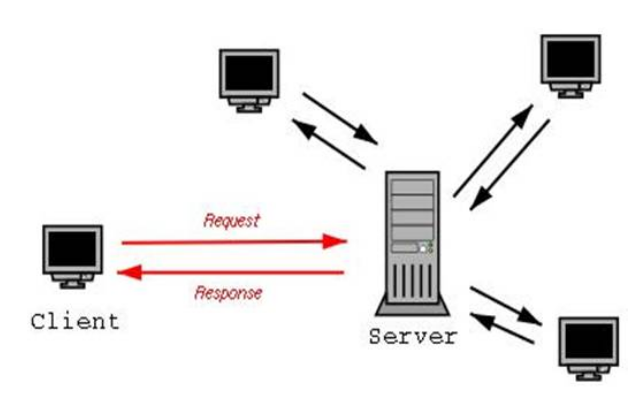 Request
Response
Client
Server